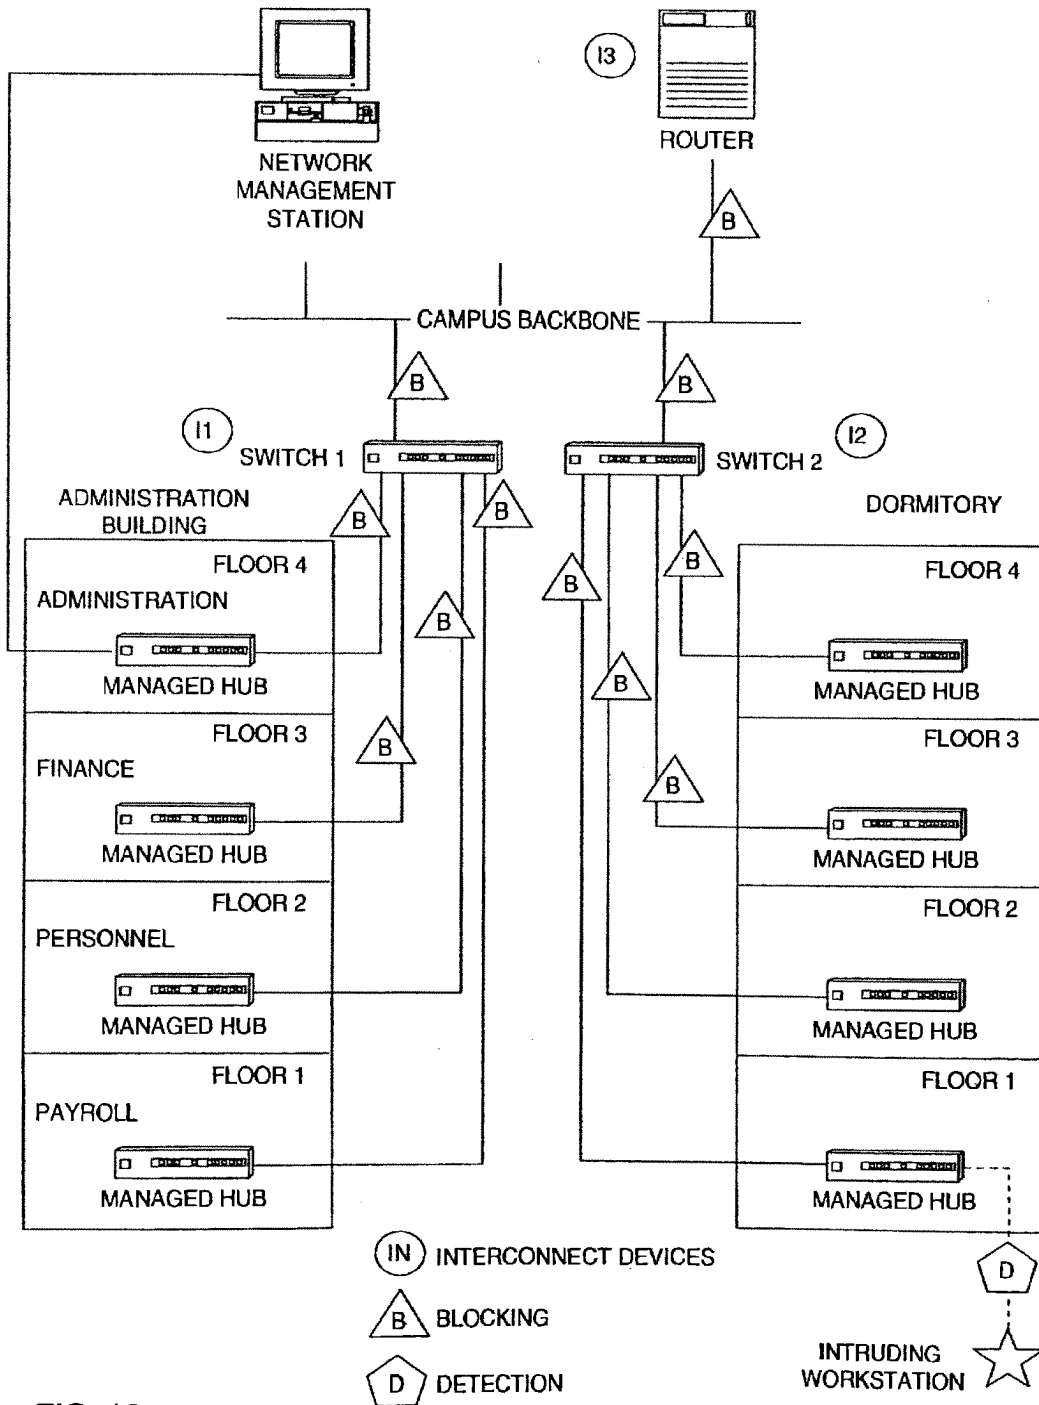 I3
ROUTER
NETWORK
MANAGEMENT
STATION
B
CAMPUS BACKBONE
B
B
I1
SWITCH 1
SWITCH 2
I2
ADMINISTRATION
BUILDING
DORMITORY
B
B
B
B
FLOOR 4
ADMINISTRATION
MANAGED HUB
FLOOR 4
MANAGED HUB
B
B
FLOOR 3
FINANCE
MANAGED HUB
B
B
FLOOR 3
MANAGED HUB
FLOOR 2
PERSONNEL
MANAGED HUB
FLOOR 2
MANAGED HUB
FLOOR 1
PAYROLL
MANAGED HUB
FLOOR 1
MANAGED HUB
IN INTERCONNECT DEVICES
B BLOCKING
D DETECTION
D
INTRUDING
WORKSTATION